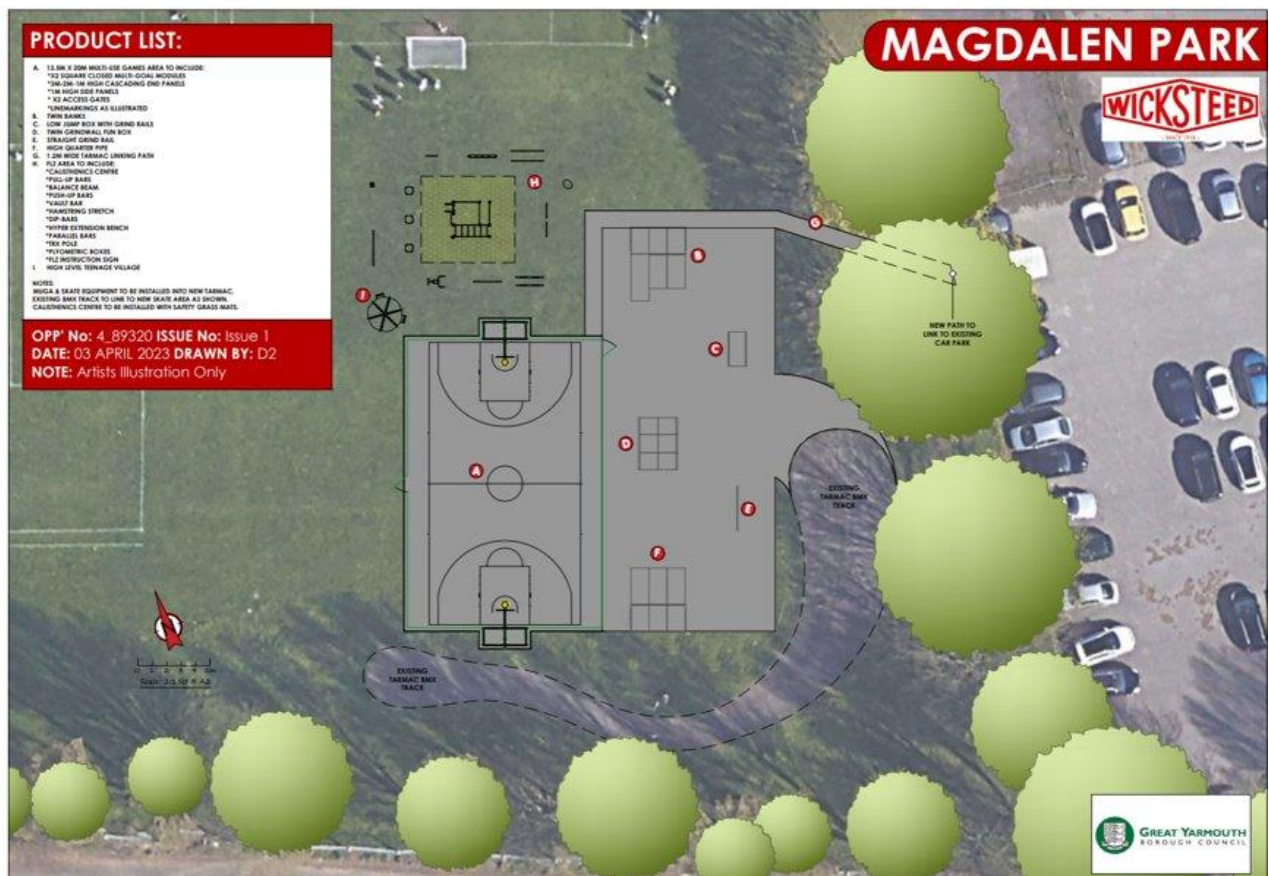 PRODUCT LIST:
A. 13.5M X 20M MULTI-USE GAMES AREA TO INCLUDE:
*X2 SQUARE CLOSED MULTI-GOAL MODULES
*3M-2M-1M HIGH CASCADING END PANELS
*1M HIGH SIDE PANELS
* X2 ACCESS GATES
*LINEMARKINGS AS ILLUSTRATED
B. TWIN BANKS
C. LOW JUMP BOX WITH GRIND RAILS
D. TWIN GRINDWALL FUN BOX
E. STRAIGHT GRIND RAIL
F. HIGH QUARTER PIPE
G. 1.2M WIDE TARMAC LINKING PATH
H. FLZ AREA TO INCLUDE:
*CALISTHENICS CENTRE
*PULL-UP BARS
*BALANCE BEAM
*PUSH-UP BARS
*VAULT BAR
*HAMSTRING STRETCH
*DIP-BARS
*HYPER EXTENSION BENCH
*PARALLEL BARS
*TRX POLE
*PLYOMETRIC BOXES
*FLZ INSTRUCTION SIGN
I. HIGH LEVEL TEENAGE VILLAGE
NOTES:
MUGA & SKATE EQUIPMENT TO BE INSTALLED INTO NEW TARMAC.
EXISTING BMX TRACK TO LINK TO NEW SKATE AREA AS SHOWN.
CALISTHENICS CENTRE TO BE INSTALLED WITH SAFETY GRASS MATS.
OPP' No: 4_89320 ISSUE No: Issue 1
DATE: 03 APRIL 2023 DRAWN BY: D2
NOTE: Artists Illustration Only
MAGDALEN PARK
WICKSTEED
SINCE 1918
H
G
B
I
NEW PATH TO
LINK TO EXISTING
CAR PARK
C
D
A
EXISTING
TARMAC BMX
TRACK
E
F
EXISTING
TARMAC BMX
TRACK
GREAT YARMOUTH
BOROUGH COUNCIL